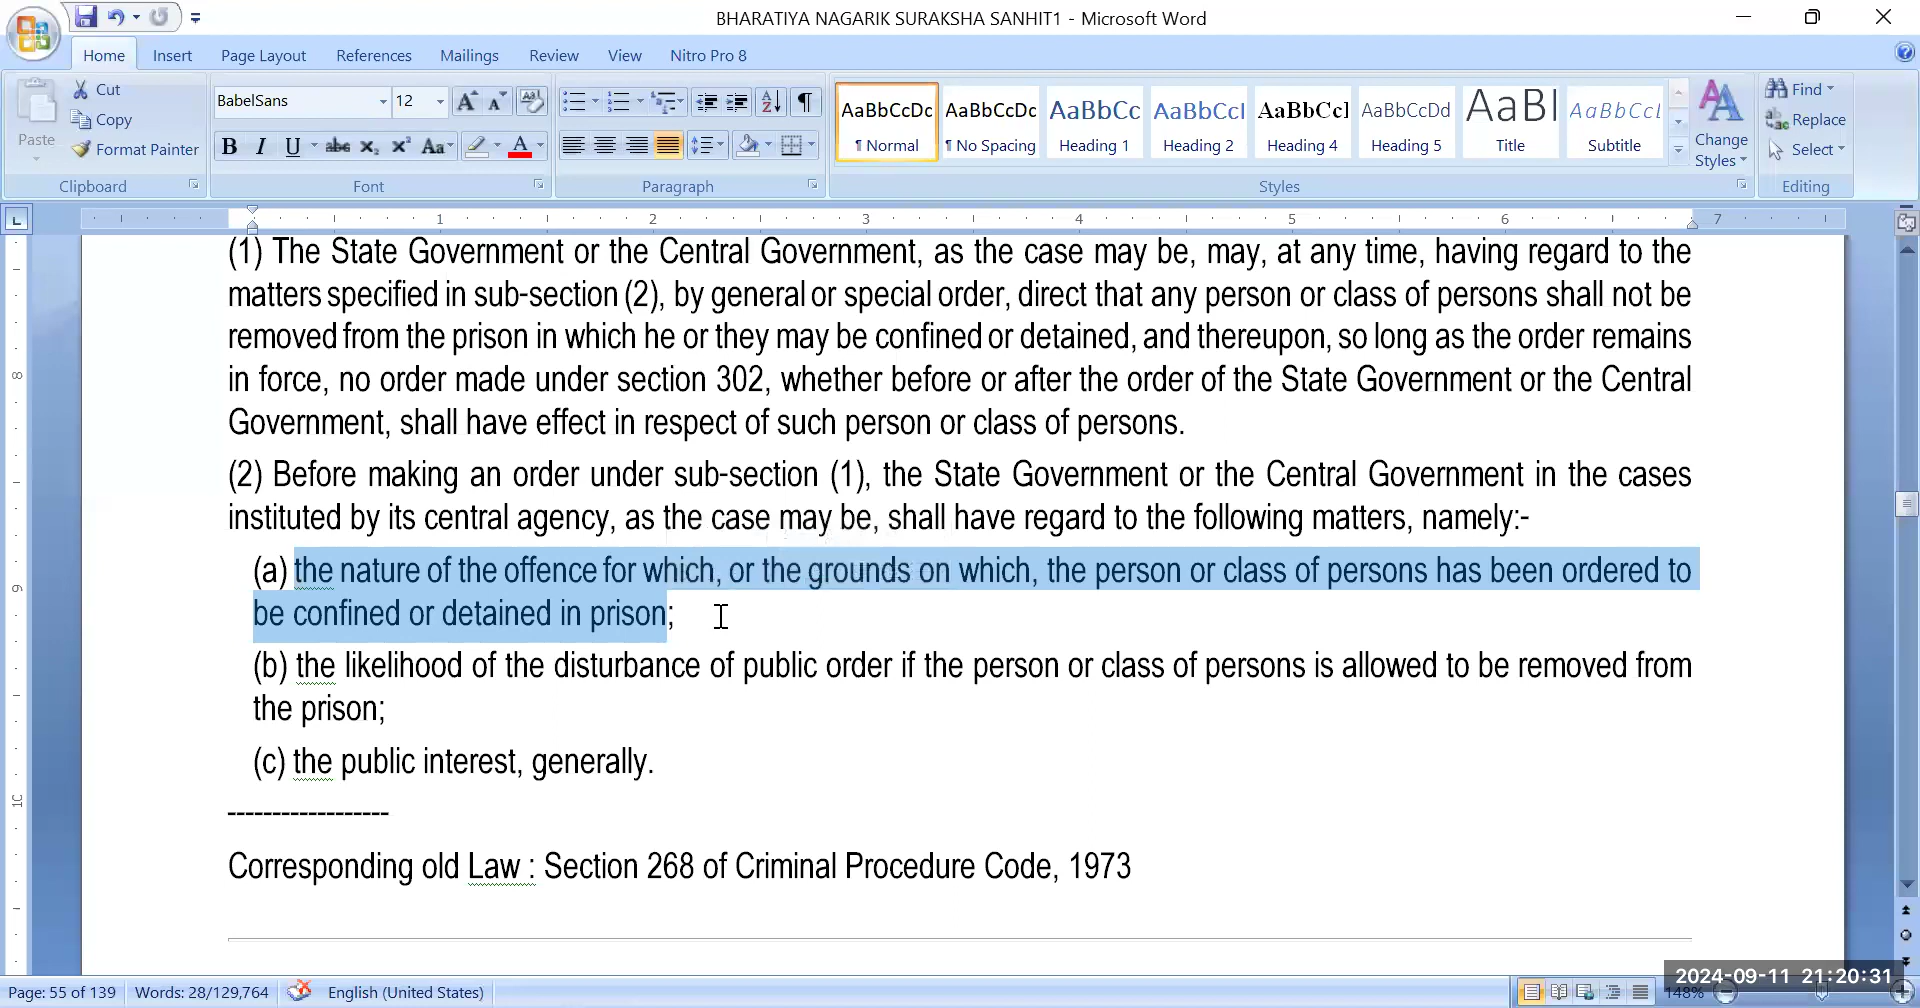 BHARATIYA NAGARIK SURAKSHA SANHIT1 - Microsoft Word
Home Insert Page Layout References Mailings Review View Nitro Pro 8
Paste Cut Copy Format Painter Clipboard
BabelSans 12 Font
Paragraph
AaBbCcDc AaBbCcDc AaBbCc AaBbCcI AaBbCcI AaBbCcDd AaBI AaBbCcL
¶ Normal ¶ No Spacing Heading 1 Heading 2 Heading 4 Heading 5 Title Subtitle
Change Styles
Styles
Find Replace Select Editing
1 2 3 4 5 6 7
(1) The State Government or the Central Government, as the case may be, may, at any time, having regard to the
matters specified in sub-section (2), by general or special order, direct that any person or class of persons shall not be
removed from the prison in which he or they may be confined or detained, and thereupon, so long as the order remains
in force, no order made under section 302, whether before or after the order of the State Government or the Central
Government, shall have effect in respect of such person or class of persons.
(2) Before making an order under sub-section (1), the State Government or the Central Government in the cases
instituted by its central agency, as the case may be, shall have regard to the following matters, namely:-
(a) the nature of the offence for which, or the grounds on which, the person or class of persons has been ordered to
be confined or detained in prison;
(b) the likelihood of the disturbance of public order if the person or class of persons is allowed to be removed from
the prison;
(c) the public interest, generally.
------------------
Corresponding old Law : Section 268 of Criminal Procedure Code, 1973
8
9
10
Page: 55 of 139 Words: 28/129,764 English (United States) 148%
2024-09-11 21:20:31